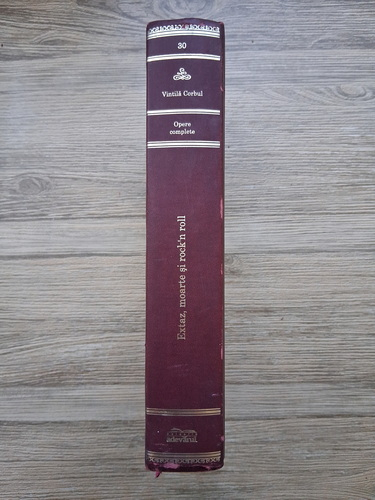 30
Vintilă Corbul
Opere
complete
Extaz, moarte și rock'n roll
adevărul